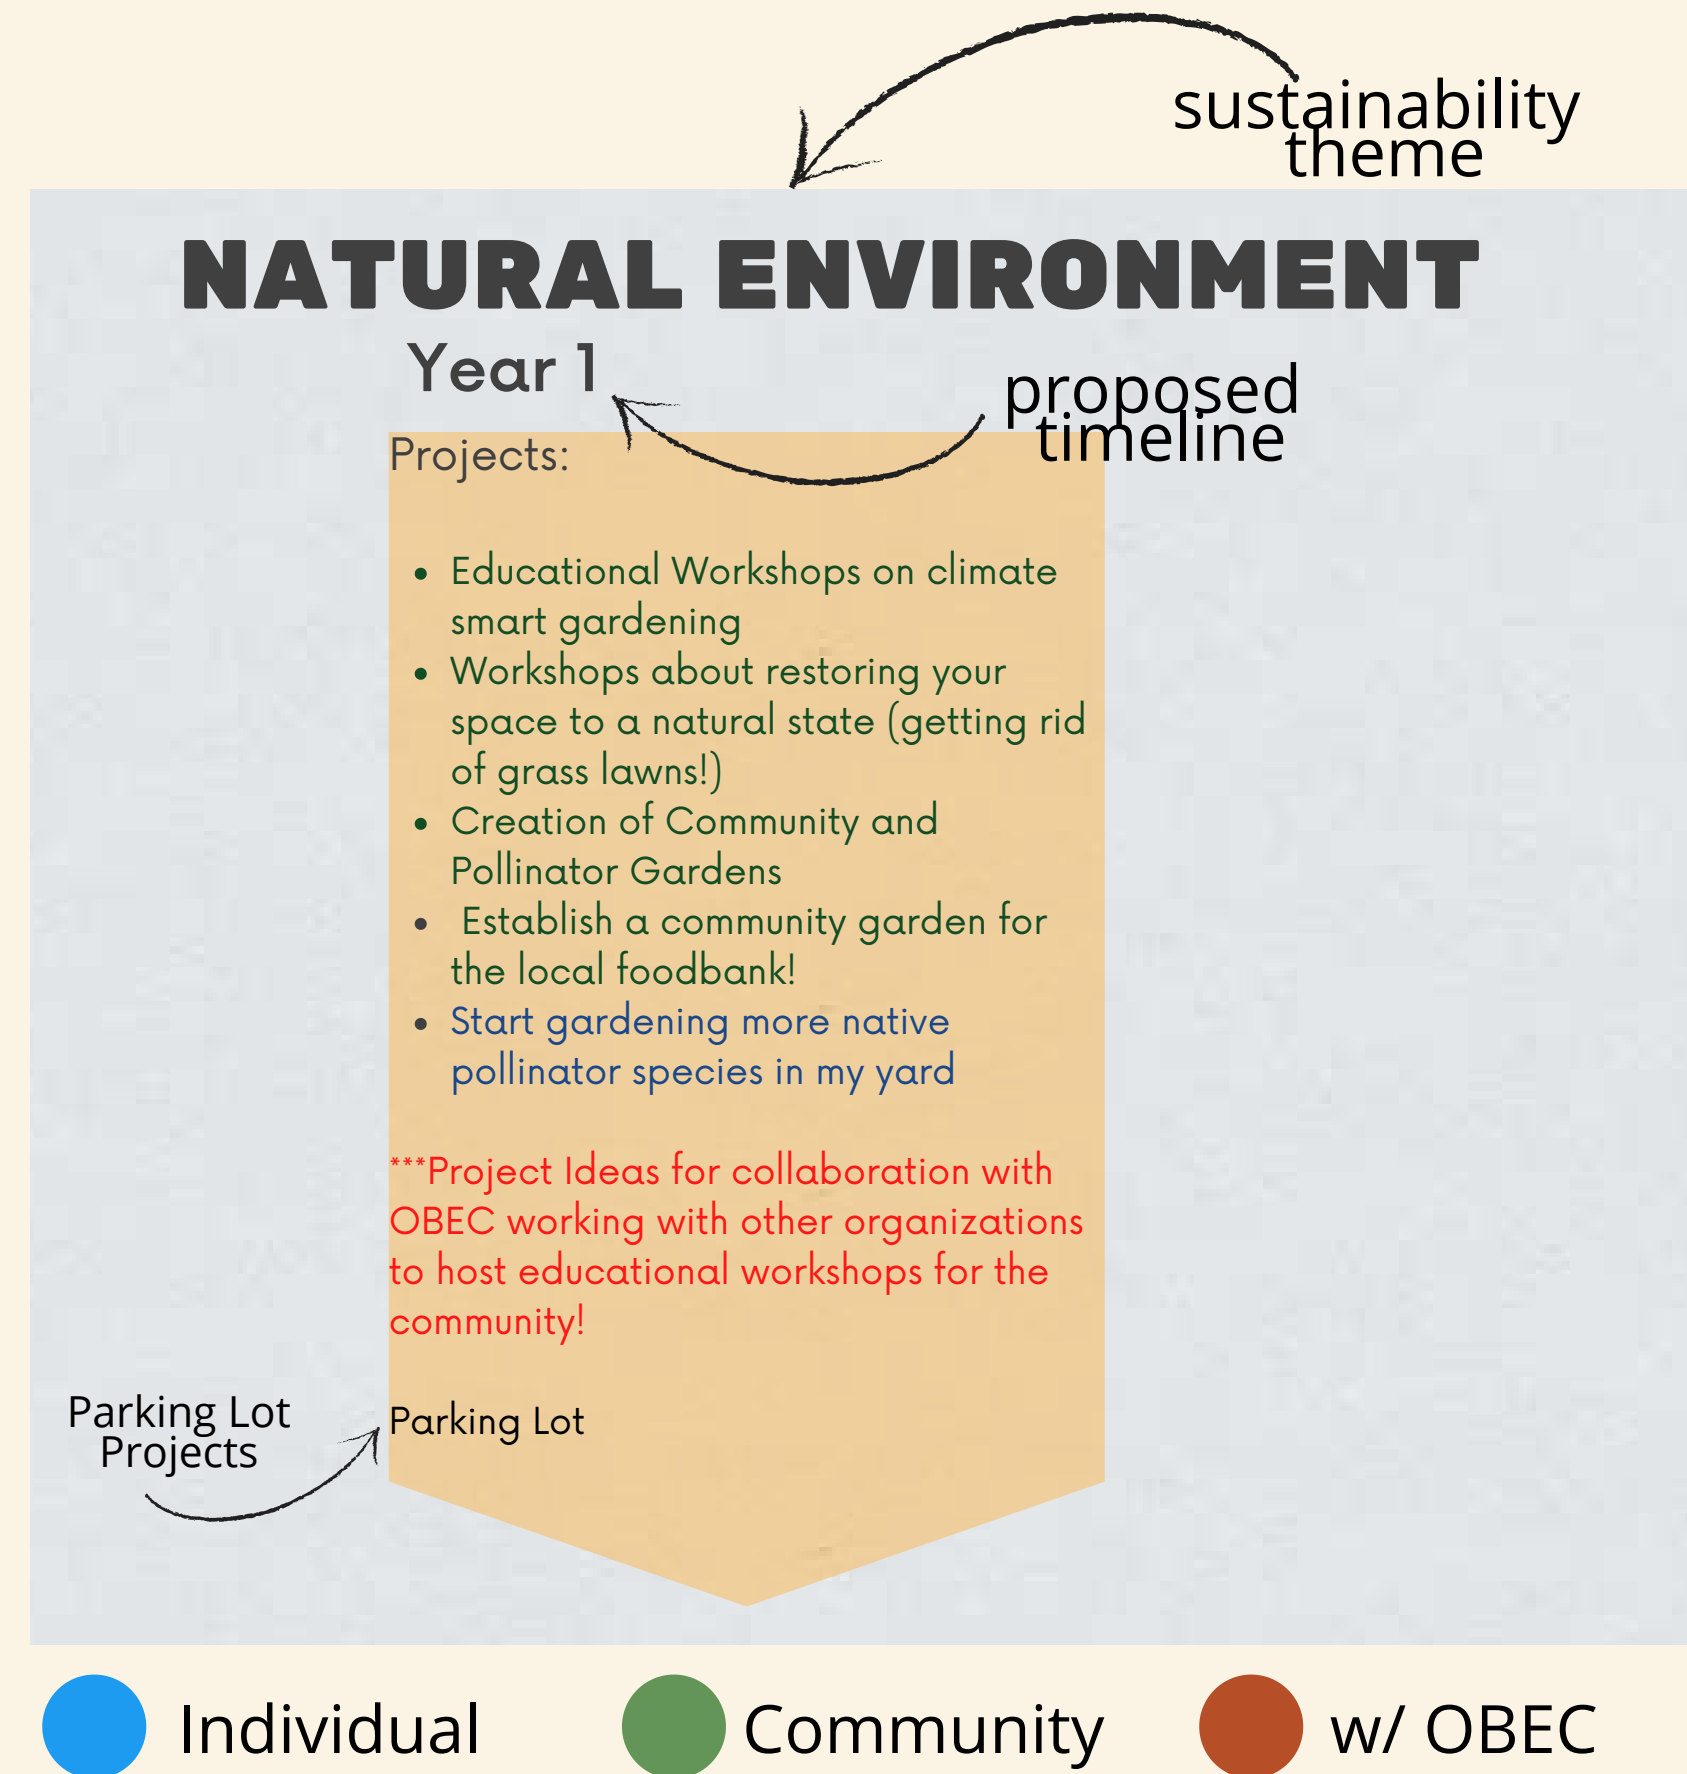 sustainability
theme
NATURAL ENVIRONMENT
Year 1
proposed
timeline
Projects:
• Educational Workshops on climate
smart gardening
• Workshops about restoring your
space to a natural state (getting rid
of grass lawns!)
• Creation of Community and
Pollinator Gardens
• Establish a community garden for
the local foodbank!
• Start gardening more native
pollinator species in my yard
***Project Ideas for collaboration with
OBEC working with other organizations
to host educational workshops for the
community!
Parking Lot
Projects
Parking Lot
Individual
Community
w/ OBEC